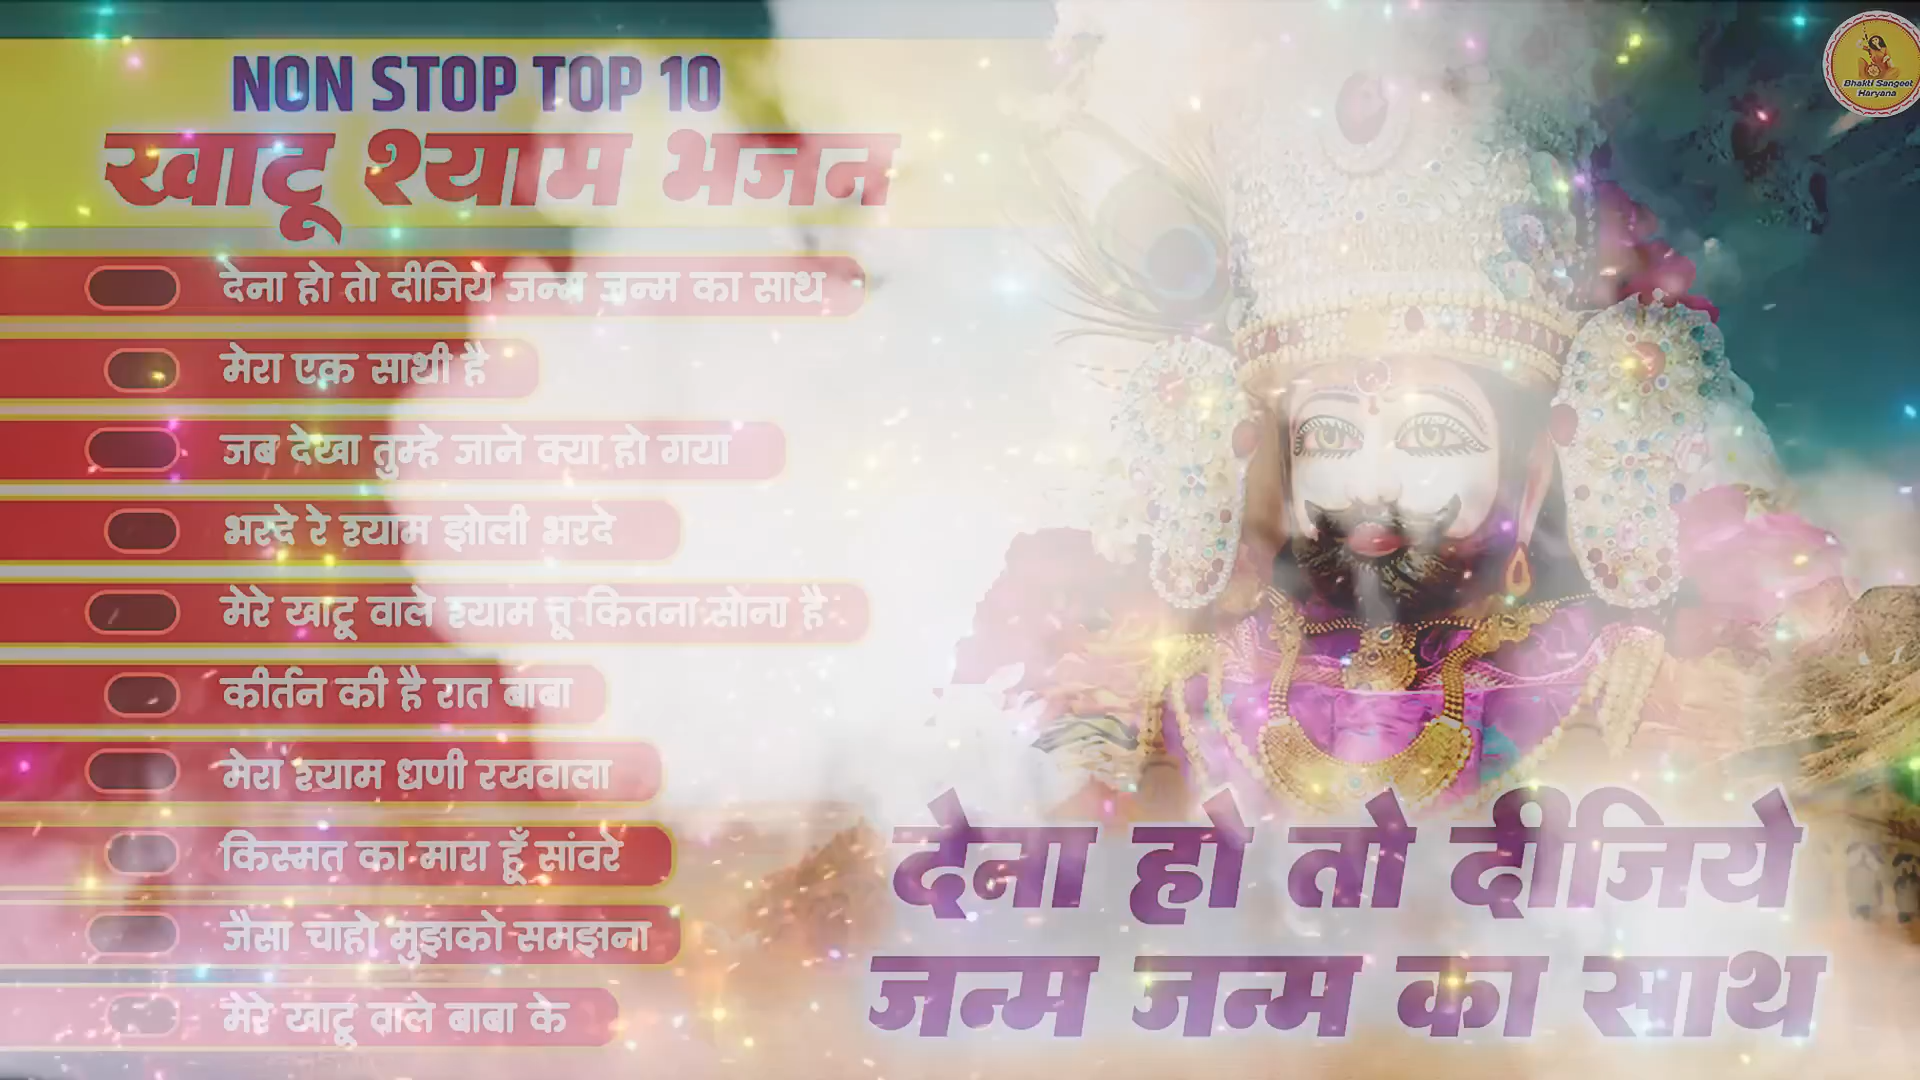 NON STOP TOP 10
खाटू श्याम भजन
देना हो तो दीजिये जन्म जन्म का साथ
मेरा एक साथी है
जब देखा तुम्हे जाने क्या हो गया
भरदे रे श्याम झोली भरदे
मेरे खाटू वाले श्याम तू कितना सोना है
कीर्तन की है रात बाबा
मेरा श्याम धणी रखवाला
किस्मत का मारा हूँ सांवरे
जैसा चाहो मुझको समझना
मेरे खाटू वाले बाबा के
Bhakti Sangeet
Haryana
देना हो तो दीजिये
जन्म जन्म का साथ